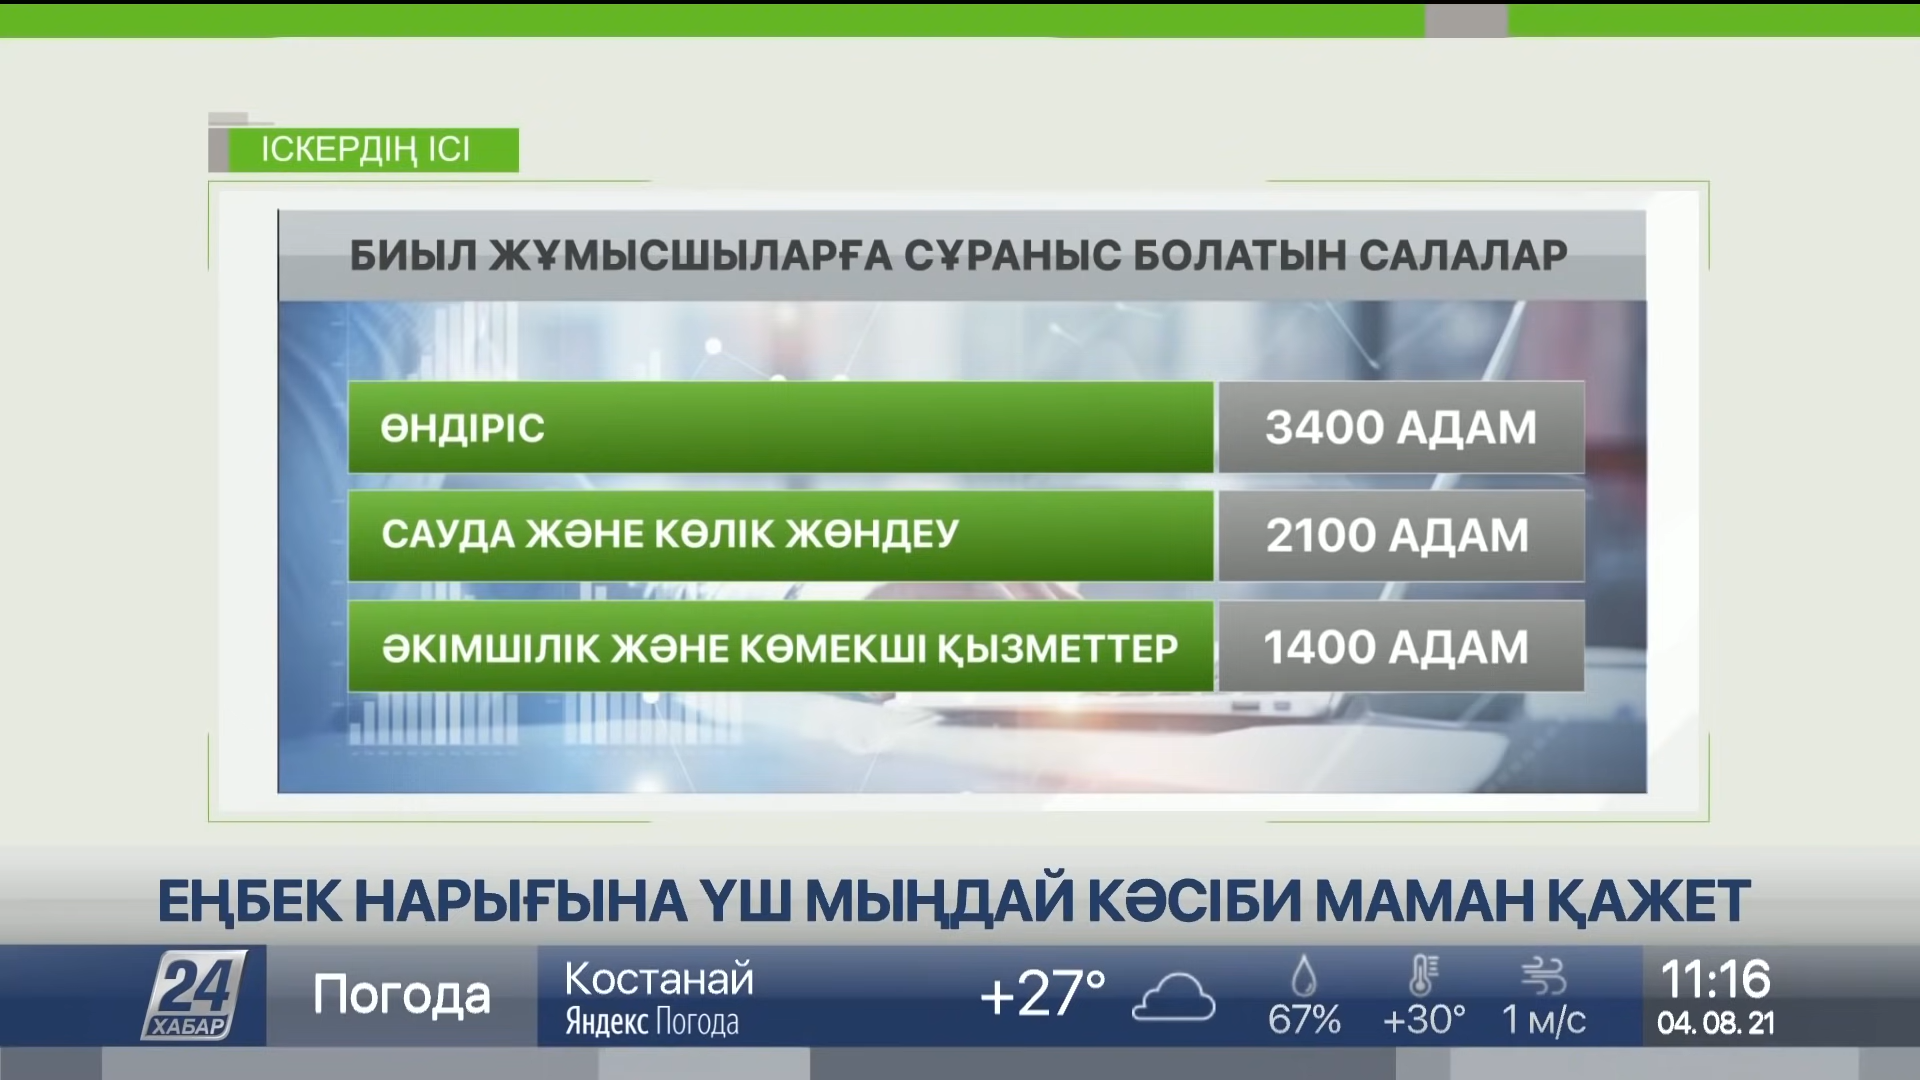 ІСКЕРДІҢ ІСІ
БИЫЛ ЖҰМЫСШЫЛАРҒА СҰРАНЫС БОЛАТЫН САЛАЛАР
ӨНДІРІС 3400 АДАМ
САУДА ЖӘНЕ КӨЛІК ЖӨНДЕУ 2100 АДАМ
ӘКІМШІЛІК ЖӘНЕ КӨМЕКШІ ҚЫЗМЕТТЕР 1400 АДАМ
ЕҢБЕК НАРЫҒЫНА ҮШ МЫҢДАЙ КӘСІБИ МАМАН ҚАЖЕТ
24
ХАБАР
Погода
Костанай
Яндекс Погода
+27°
67% +30° 1 м/с
11:16
04. 08. 21